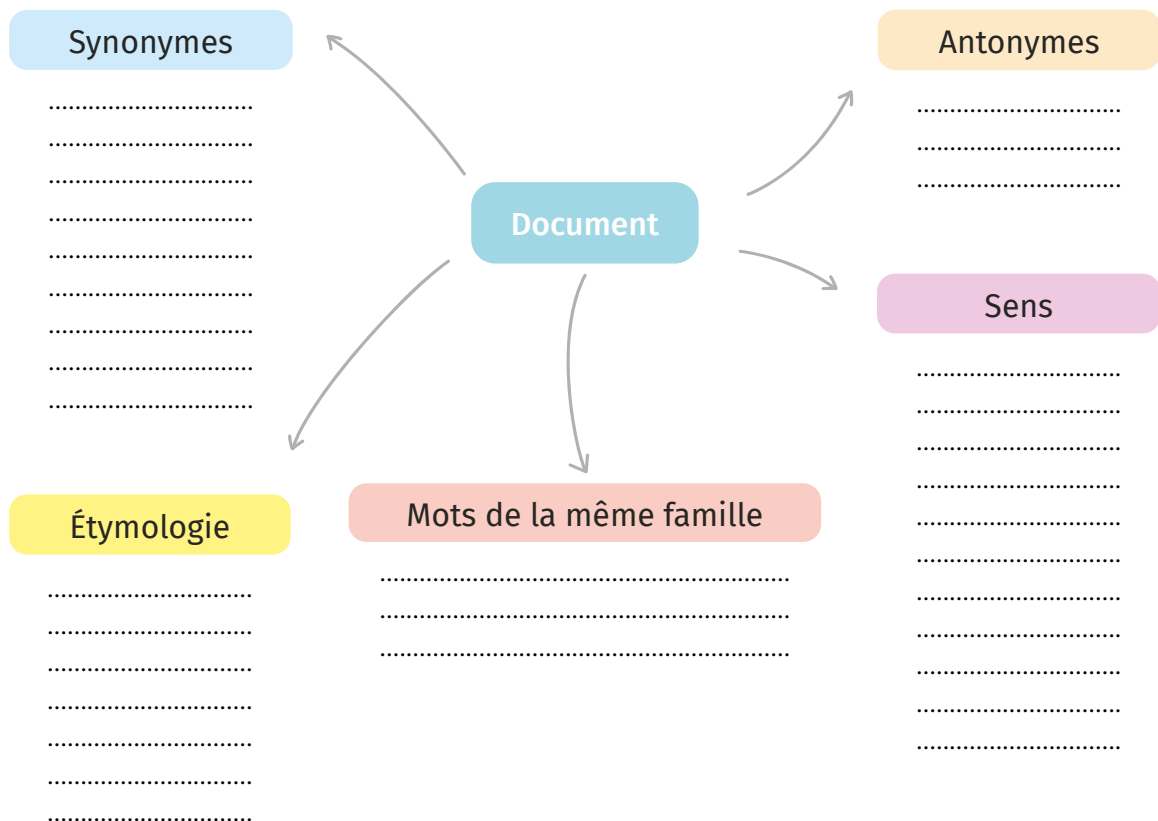 Synonymes
Antonymes
Document
Sens
Étymologie
Mots de la même famille